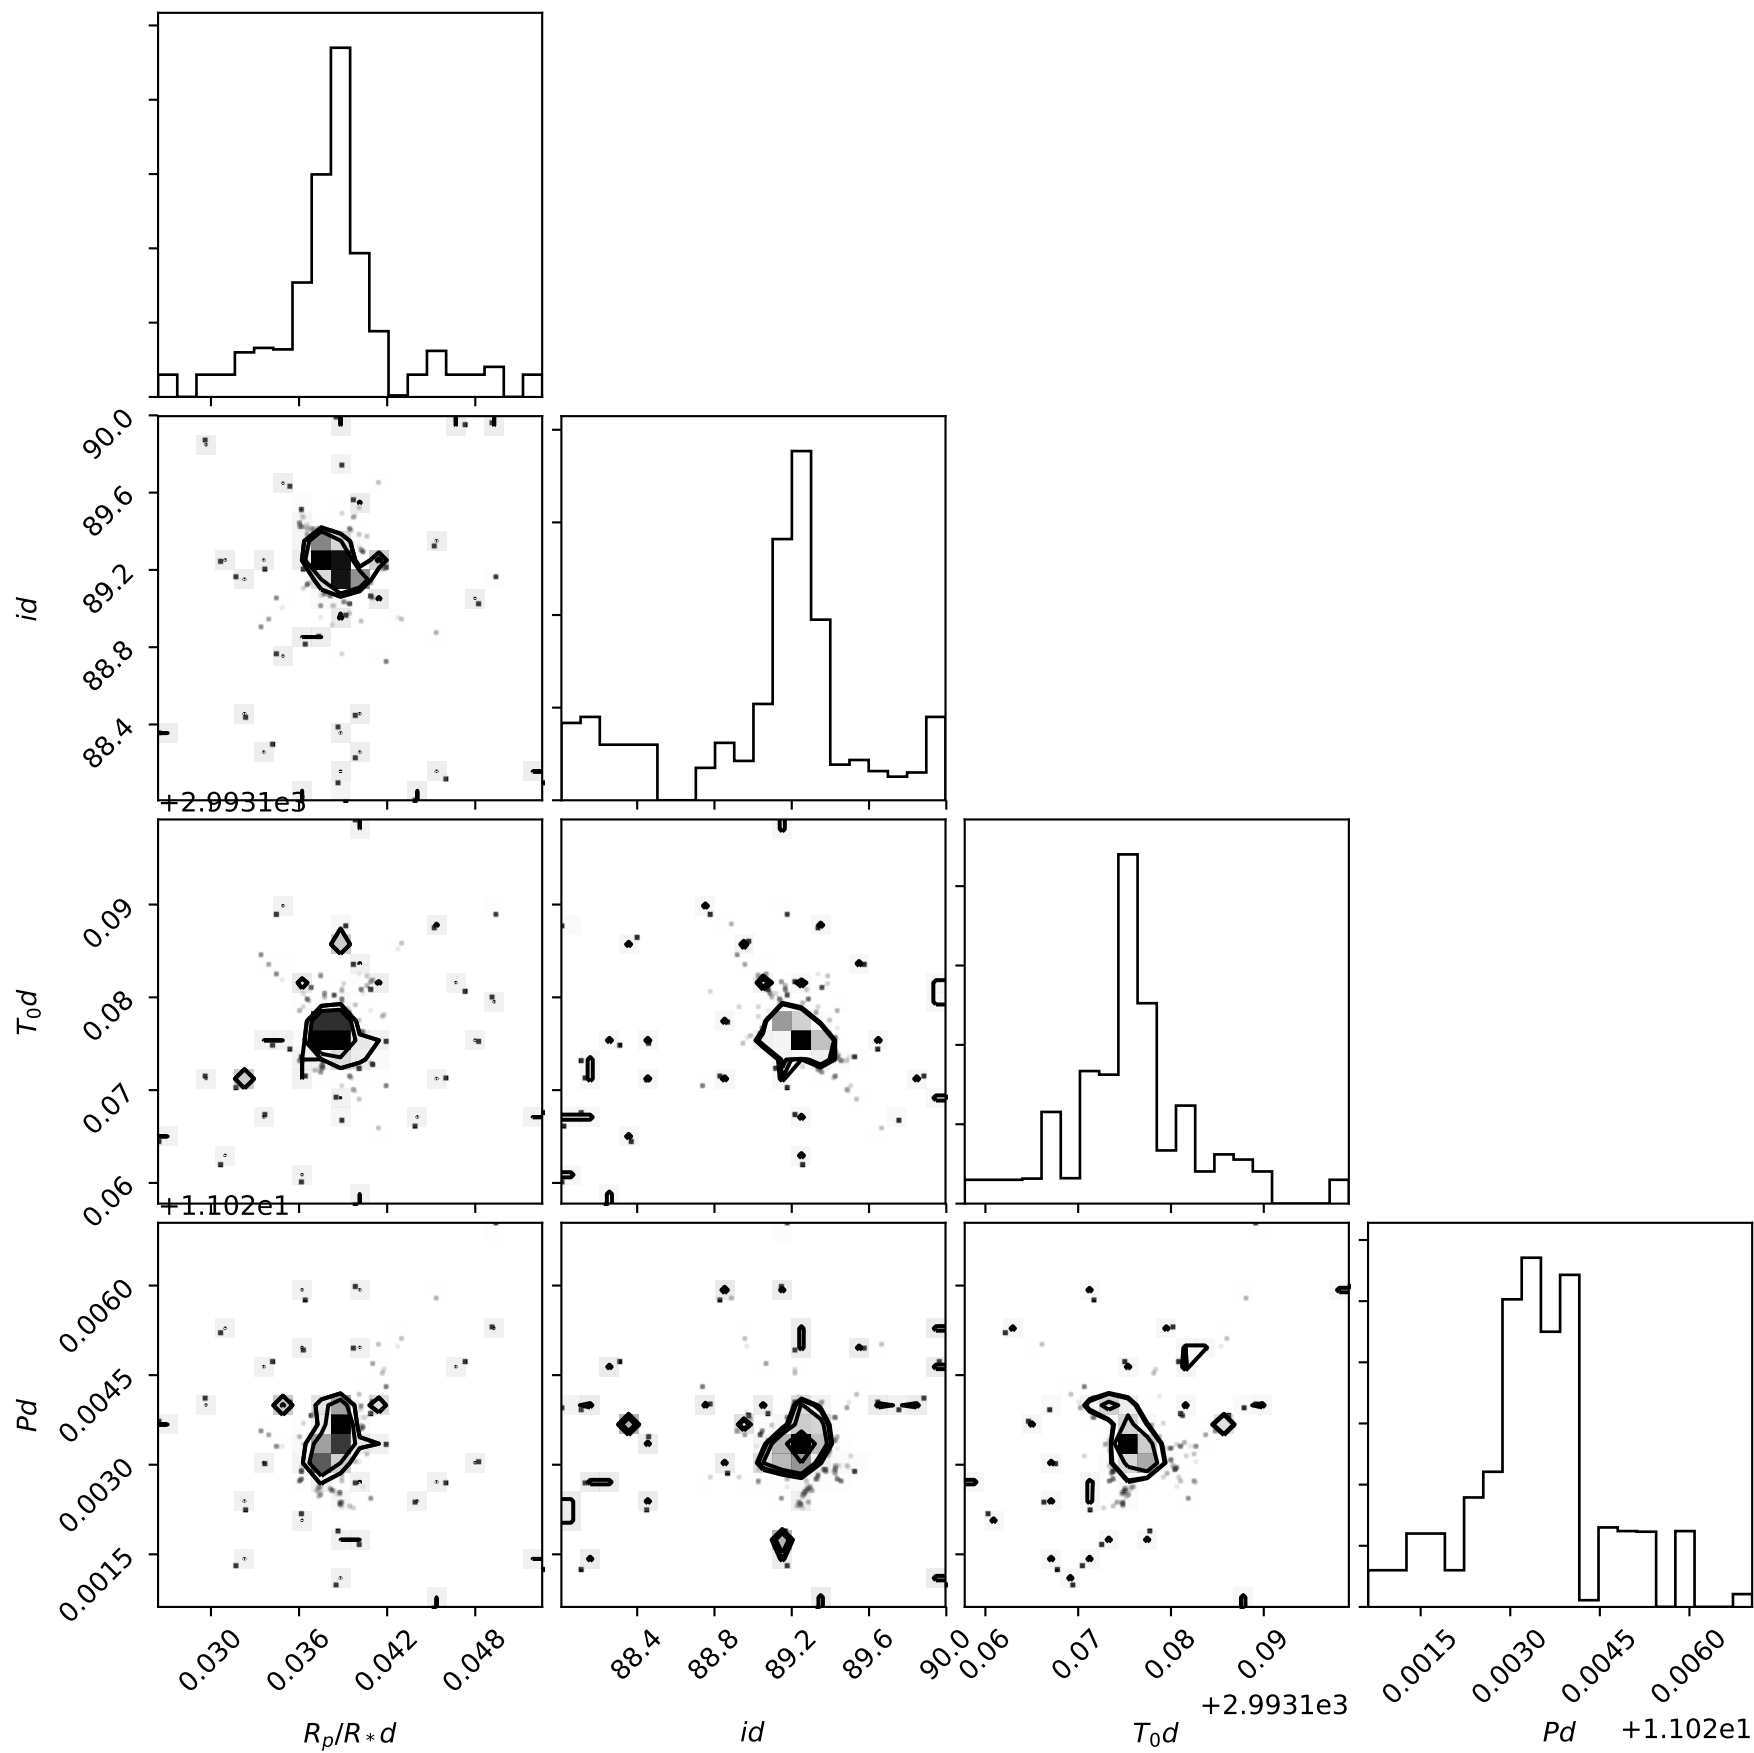 90.0
89.6
89.2
88.8
88.4
id
+2.9931e3
0.09
0.08
0.07
0.06
T₀d
+1.102e1
0.0060
0.0045
0.0030
0.0015
Pd
0.030 0.036 0.042 0.048
88.4 88.8 89.2 89.6 90.0
0.06 0.07 0.08 0.09
0.0015 0.0030 0.0045 0.0060
+2.9931e3
Rₚ/R*d id T₀d Pd +1.102e1